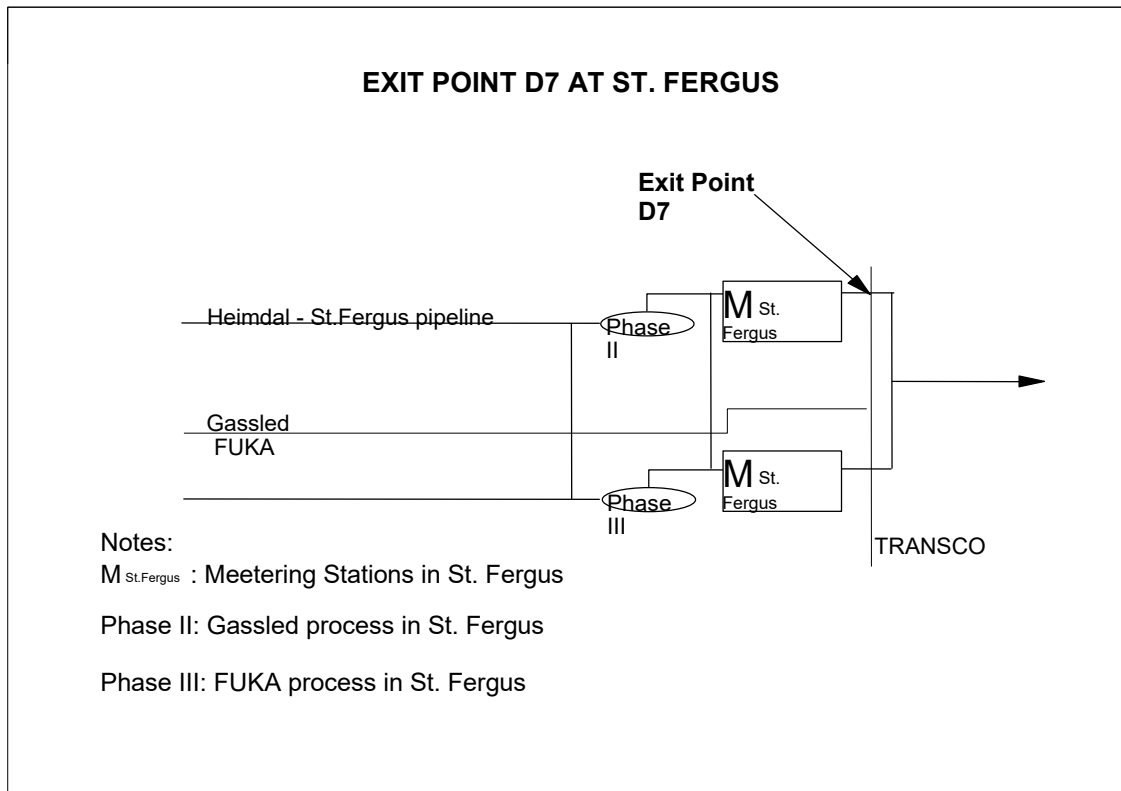 EXIT POINT D7 AT ST. FERGUS
Exit Point
D7
Heimdal - St.Fergus pipeline
Phase
II
M St.
Fergus
Gassled
FUKA
Phase
III
M St.
Fergus
TRANSCO
Notes:
M St.Fergus : Meetering Stations in St. Fergus
Phase II: Gassled process in St. Fergus
Phase III: FUKA process in St. Fergus